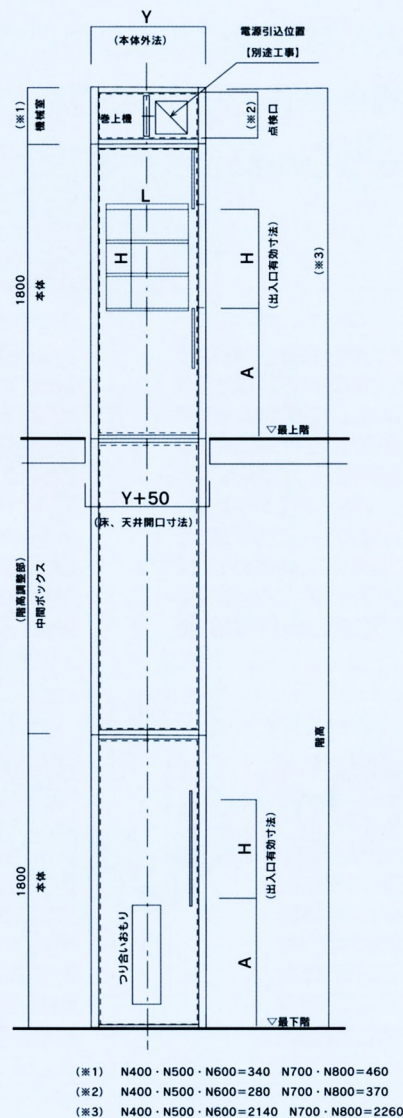 Y
(本体外法)
電源引込位置
【別途工事】
(※1)
機械室
巻上機
(※2)
点検口
L
H
1800
本体
H
(出入口有効寸法)
(※3)
A
▽最上階
Y+50
(床、天井開口寸法)
(階高調整部)
中間ボックス
階高
1800
本体
H
(出入口有効寸法)
つり合いおもり
A
▽最下階
(※1) N400・N500・N600=340 N700・N800=460
(※2) N400・N500・N600=280 N700・N800=370
(※3) N400・N500・N600=2140 N700・N800=2260